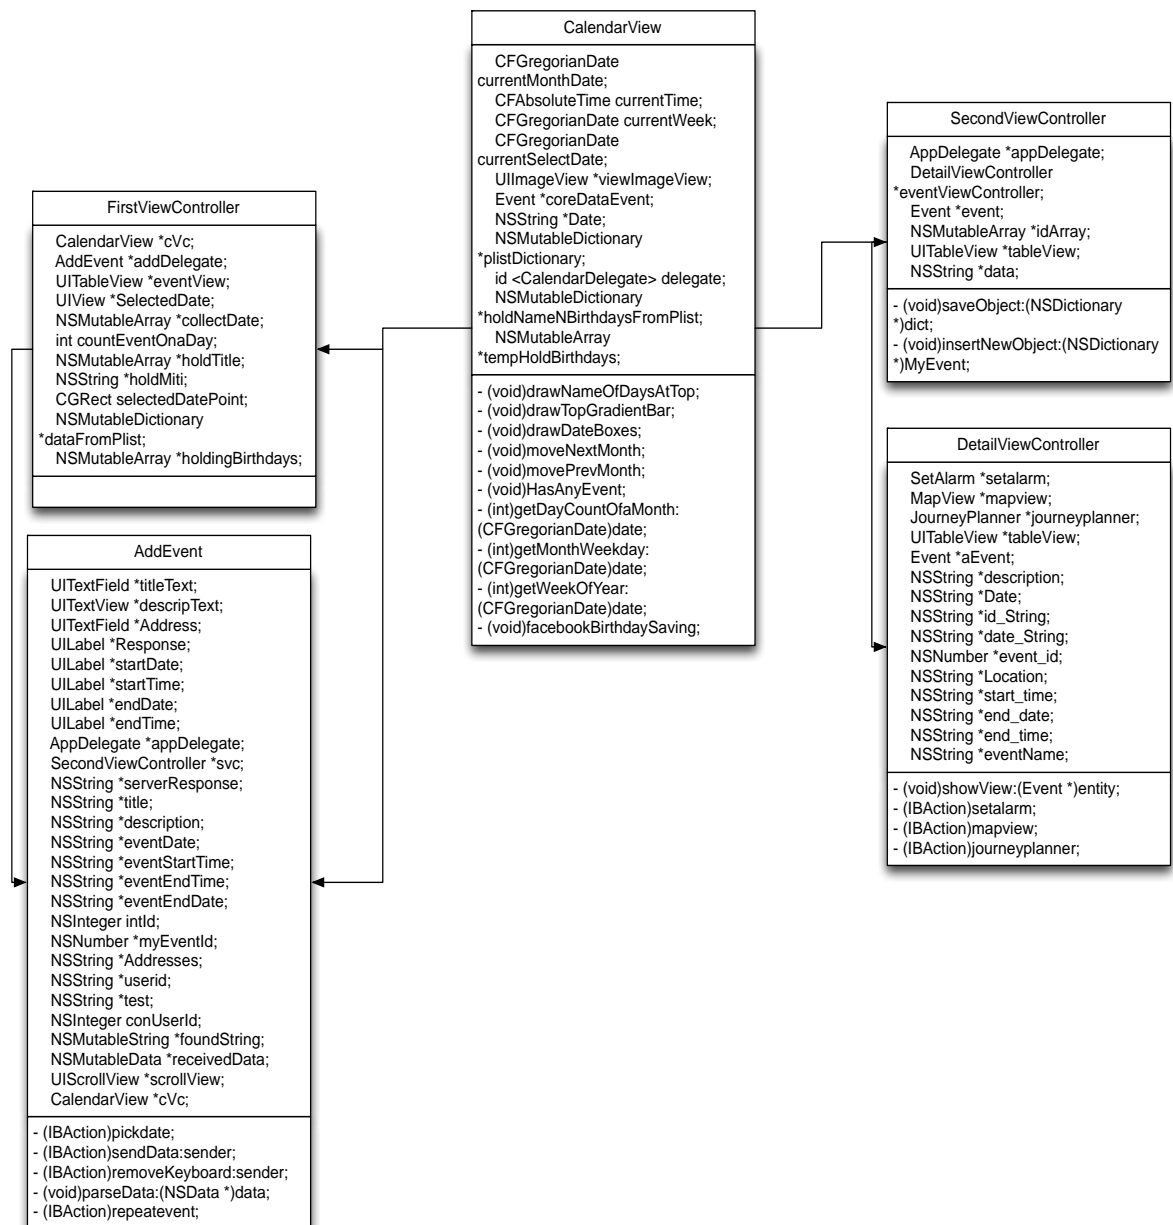 CalendarView
CFGregorianDate
currentMonthDate;
CFAbsoluteTime currentTime;
CFGregorianDate currentWeek;
CFGregorianDate
currentSelectDate;
UIImageView *viewImageView;
Event *coreDataEvent;
NSString *Date;
NSMutableDictionary
*plistDictionary;
id <CalendarDelegate> delegate;
NSMutableDictionary
*holdNameNBirthdaysFromPlist;
NSMutableArray
*tempHoldBirthdays;
- (void)drawNameOfDaysAtTop;
- (void)drawTopGradientBar;
- (void)drawDateBoxes;
- (void)moveNextMonth;
- (void)movePrevMonth;
- (void)HasAnyEvent;
- (int)getDayCountOfaMonth:
(CFGregorianDate)date;
- (int)getMonthWeekday:
(CFGregorianDate)date;
- (int)getWeekOfYear:
(CFGregorianDate)date;
- (void)facebookBirthdaySaving;
FirstViewController
CalendarView *cVc;
AddEvent *addDelegate;
UITableView *eventView;
UIView *SelectedDate;
NSMutableArray *collectDate;
int countEventOnaDay;
NSMutableArray *holdTitle;
NSString *holdMiti;
CGRect selectedDatePoint;
NSMutableDictionary
*dataFromPlist;
NSMutableArray *holdingBirthdays;
AddEvent
UITextField *titleText;
UITextView *descripText;
UITextField *Address;
UILabel *Response;
UILabel *startDate;
UILabel *startTime;
UILabel *endDate;
UILabel *endTime;
AppDelegate *appDelegate;
SecondViewController *svc;
NSString *serverResponse;
NSString *title;
NSString *description;
NSString *eventDate;
NSString *eventStartTime;
NSString *eventEndTime;
NSString *eventEndDate;
NSInteger intId;
NSNumber *myEventId;
NSString *Addresses;
NSString *userid;
NSString *test;
NSInteger conUserId;
NSMutableString *foundString;
NSMutableData *receivedData;
UIScrollView *scrollView;
CalendarView *cVc;
- (IBAction)pickdate;
- (IBAction)sendData:sender;
- (IBAction)removeKeyboard:sender;
- (void)parseData:(NSData *)data;
- (IBAction)repeatevent;
SecondViewController
AppDelegate *appDelegate;
DetailViewController
*eventViewController;
Event *event;
NSMutableArray *idArray;
UITableView *tableView;
NSString *data;
- (void)saveObject:(NSDictionary
*)dict;
- (void)insertNewObject:(NSDictionary
*)MyEvent;
DetailViewController
SetAlarm *setalarm;
MapView *mapview;
JourneyPlanner *journeyplanner;
UITableView *tableView;
Event *aEvent;
NSString *description;
NSString *Date;
NSString *id_String;
NSString *date_String;
NSNumber *event_id;
NSString *Location;
NSString *start_time;
NSString *end_date;
NSString *end_time;
NSString *eventName;
- (void)showView:(Event *)entity;
- (IBAction)setalarm;
- (IBAction)mapview;
- (IBAction)journeyplanner;